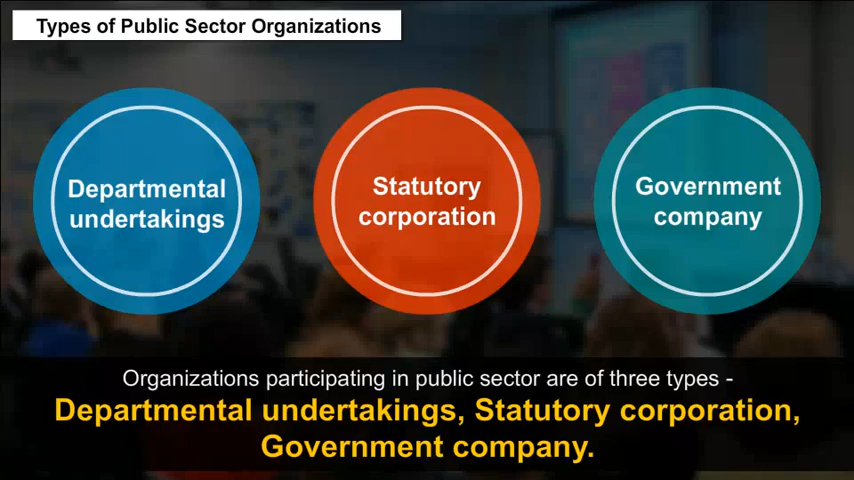 Types of Public Sector Organizations
Departmental
undertakings
Statutory
corporation
Government
company
Organizations participating in public sector are of three types -
Departmental undertakings, Statutory corporation,
Government company.